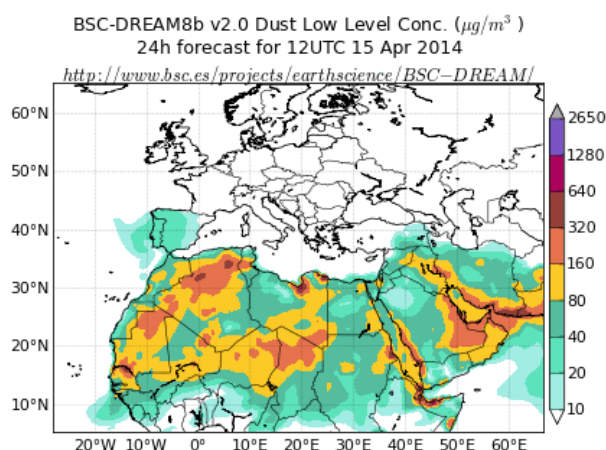 BSC-DREAM8b v2.0 Dust Low Level Conc. (μg/m³ )
24h forecast for 12UTC 15 Apr 2014
http://www.bsc.es/projects/earthscience/BSC−DREAM/
60°N
50°N
40°N
30°N
20°N
10°N
20°W 10°W 0° 10°E 20°E 30°E 40°E 50°E 60°E
2650
1280
640
320
160
80
40
20
10